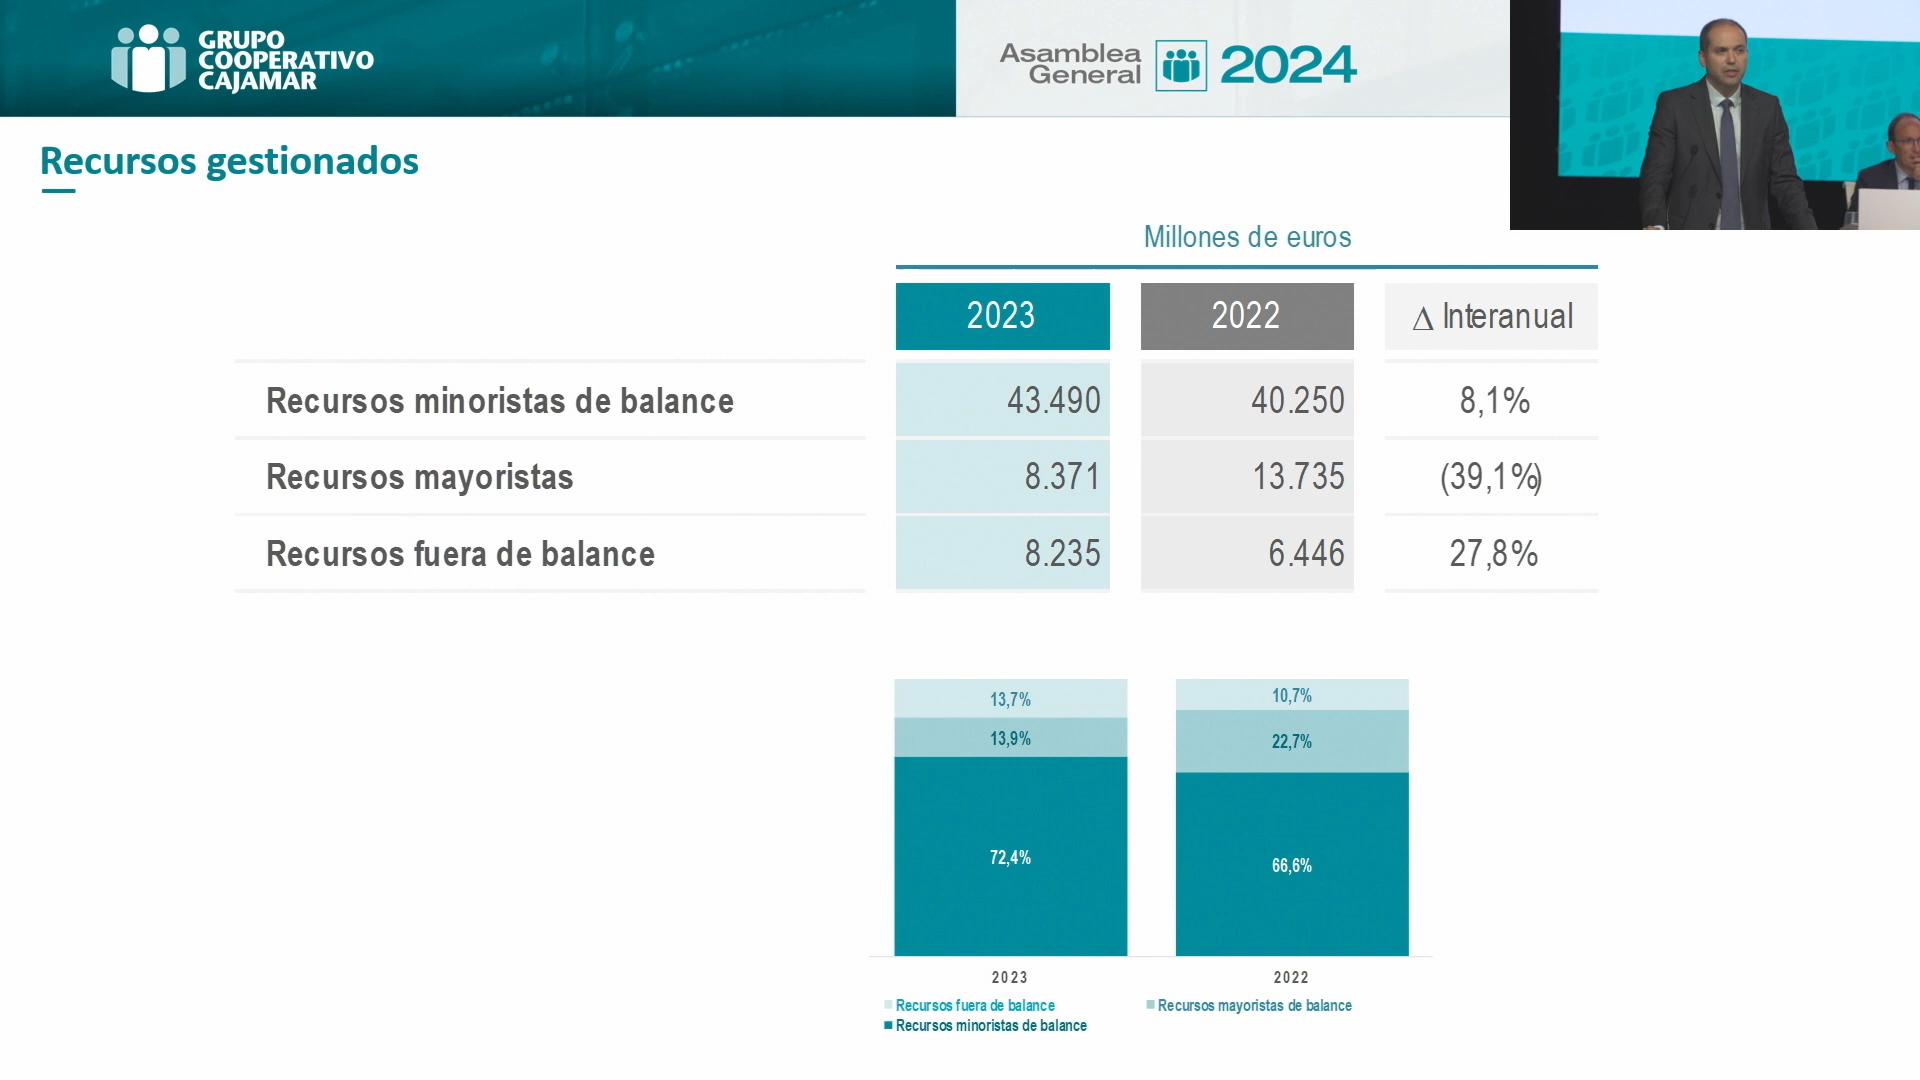 GRUPO
COOPERATIVO
CAJAMAR
Asamblea
General
2024
Recursos gestionados
Millones de euros
2023 2022 Δ Interanual
Recursos minoristas de balance 43.490 40.250 8,1%
Recursos mayoristas 8.371 13.735 (39,1%)
Recursos fuera de balance 8.235 6.446 27,8%
13,7% 10,7%
13,9% 22,7%
72,4% 66,6%
2023 2022
Recursos fuera de balance Recursos mayoristas de balance
Recursos minoristas de balance